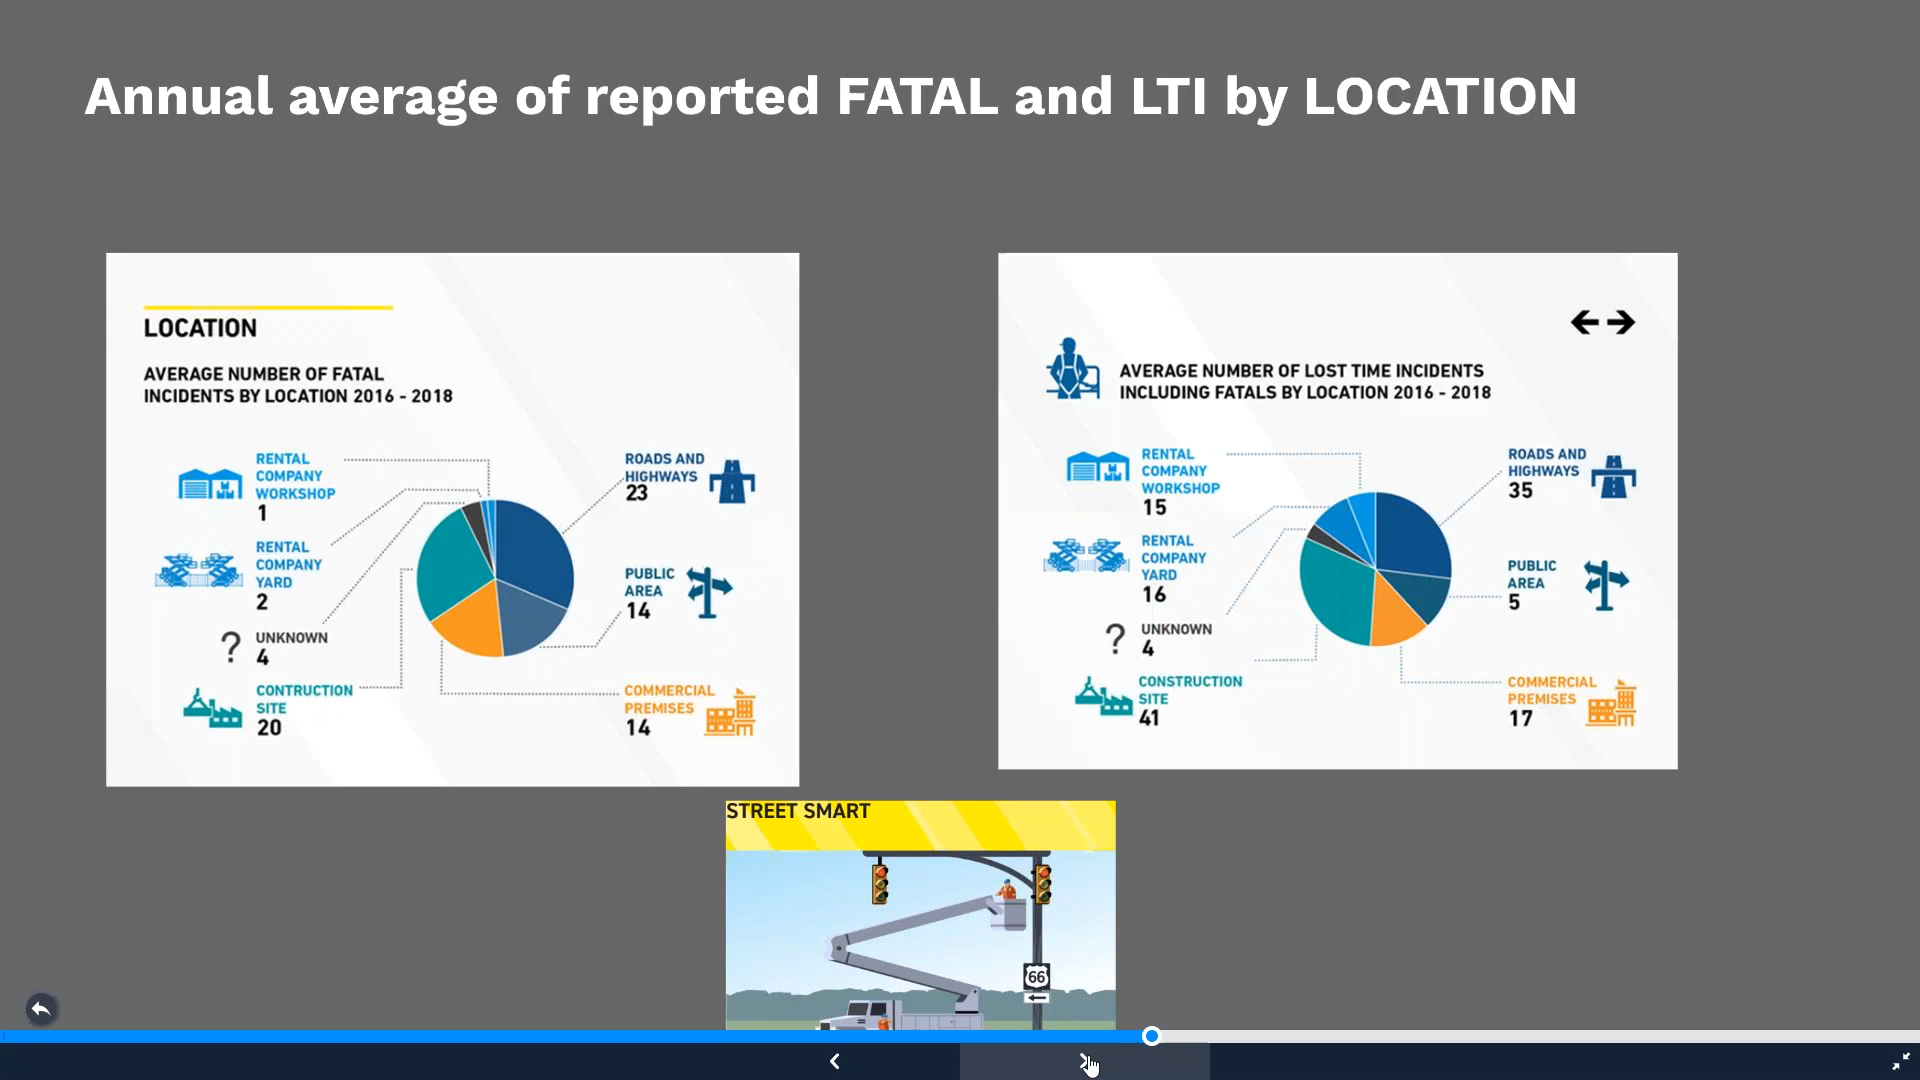 Annual average of reported FATAL and LTI by LOCATION
LOCATION
AVERAGE NUMBER OF FATAL
INCIDENTS BY LOCATION 2016 - 2018
RENTAL
COMPANY
WORKSHOP
1
RENTAL
COMPANY
YARD
2
?
UNKNOWN
4
CONTRUCTION
SITE
20
ROADS AND
HIGHWAYS
23
PUBLIC
AREA
14
COMMERCIAL
PREMISES
14
AVERAGE NUMBER OF LOST TIME INCIDENTS
INCLUDING FATALS BY LOCATION 2016 - 2018
RENTAL
COMPANY
WORKSHOP
15
RENTAL
COMPANY
YARD
16
?
UNKNOWN
4
CONSTRUCTION
SITE
41
ROADS AND
HIGHWAYS
35
PUBLIC
AREA
5
COMMERCIAL
PREMISES
17
STREET SMART
66